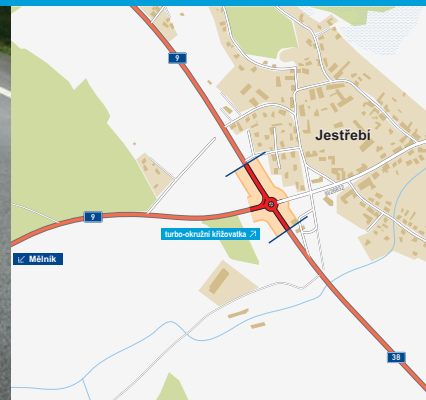 9
Jestřebí
9
turbo-okružní křižovatka ↗
↙ Mělník
38